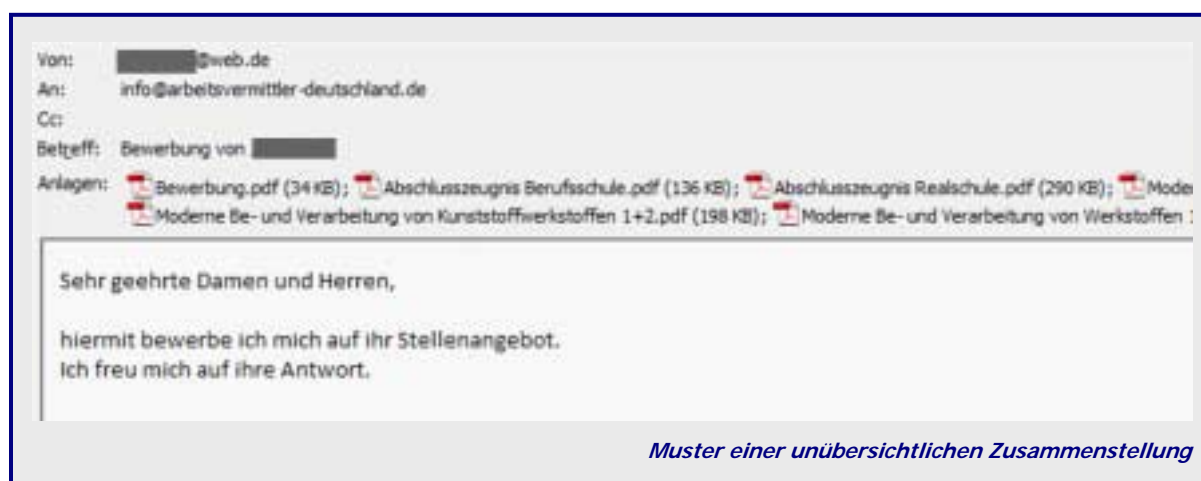 Von: @web.de
An: info@arbeitsvermittler-deutschland.de
Cc:
Betreff: Bewerbung von
Anlagen: Bewerbung.pdf (34 KB); Abschlusszeugnis Berufsschule.pdf (136 KB); Abschlusszeugnis Realschule.pdf (290 KB); Moder
Moderne Be- und Verarbeitung von Kunststoffwerkstoffen 1+2.pdf (198 KB); Moderne Be- und Verarbeitung von Werkstoffen 1
Sehr geehrte Damen und Herren,
hiermit bewerbe ich mich auf ihr Stellenangebot.
Ich freu mich auf ihre Antwort.
Muster einer unübersichtlichen Zusammenstellung